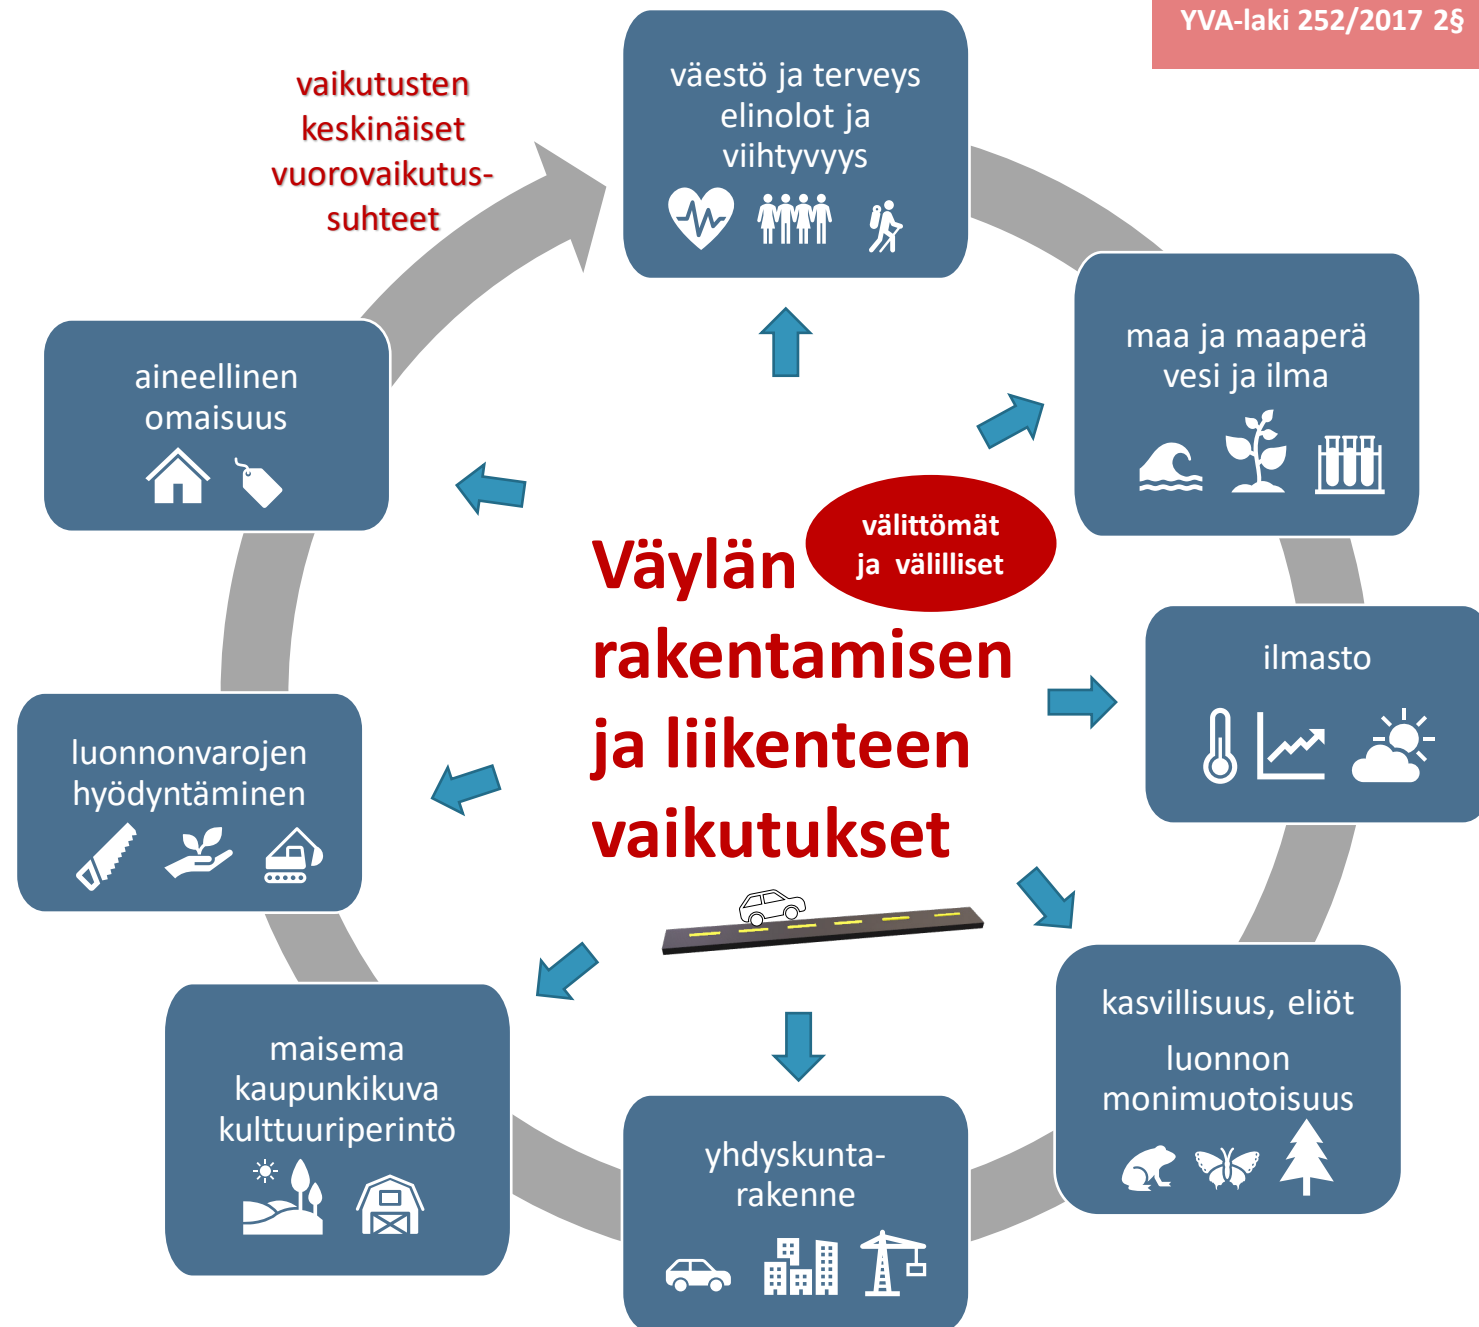 YVA-laki 252/2017 2§
vaikutusten
keskinäiset
vuorovaikutus-
suhteet
väestö ja terveys
elinolot ja
viihtyvyys
maa ja maaperä
vesi ja ilma
ilmasto
kasvillisuus, eliöt
luonnon
monimuotoisuus
yhdyskunta-
rakenne
maisema
kaupunkikuva
kulttuuriperintö
luonnonvarojen
hyödyntäminen
aineellinen
omaisuus
välittömät
ja välilliset
Väylän
rakentamisen
ja liikenteen
vaikutukset